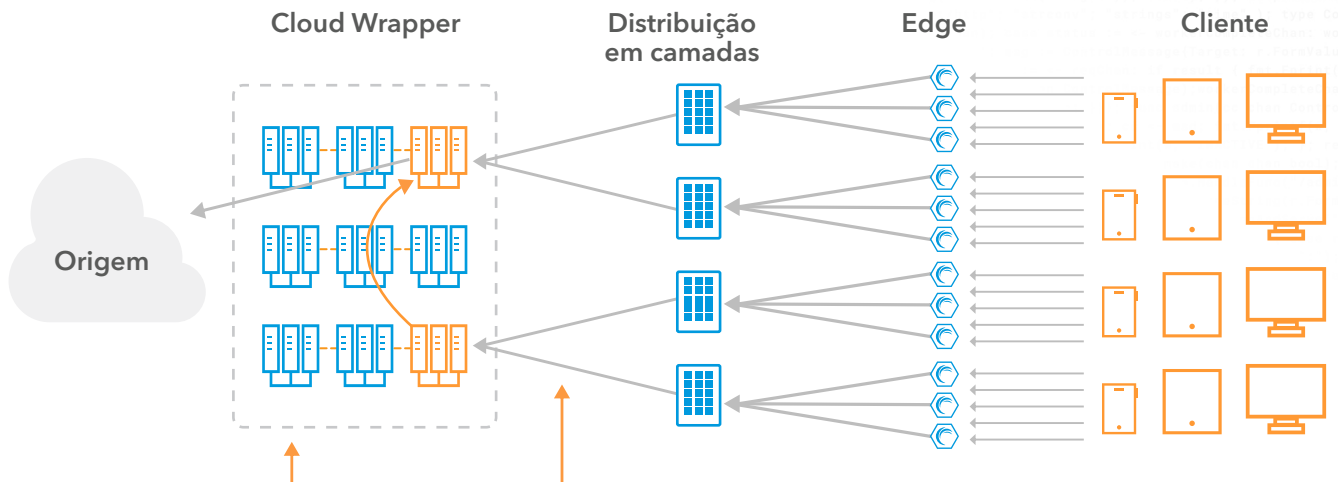 Cloud Wrapper
Distribuição
em camadas
Edge
Cliente
Origem